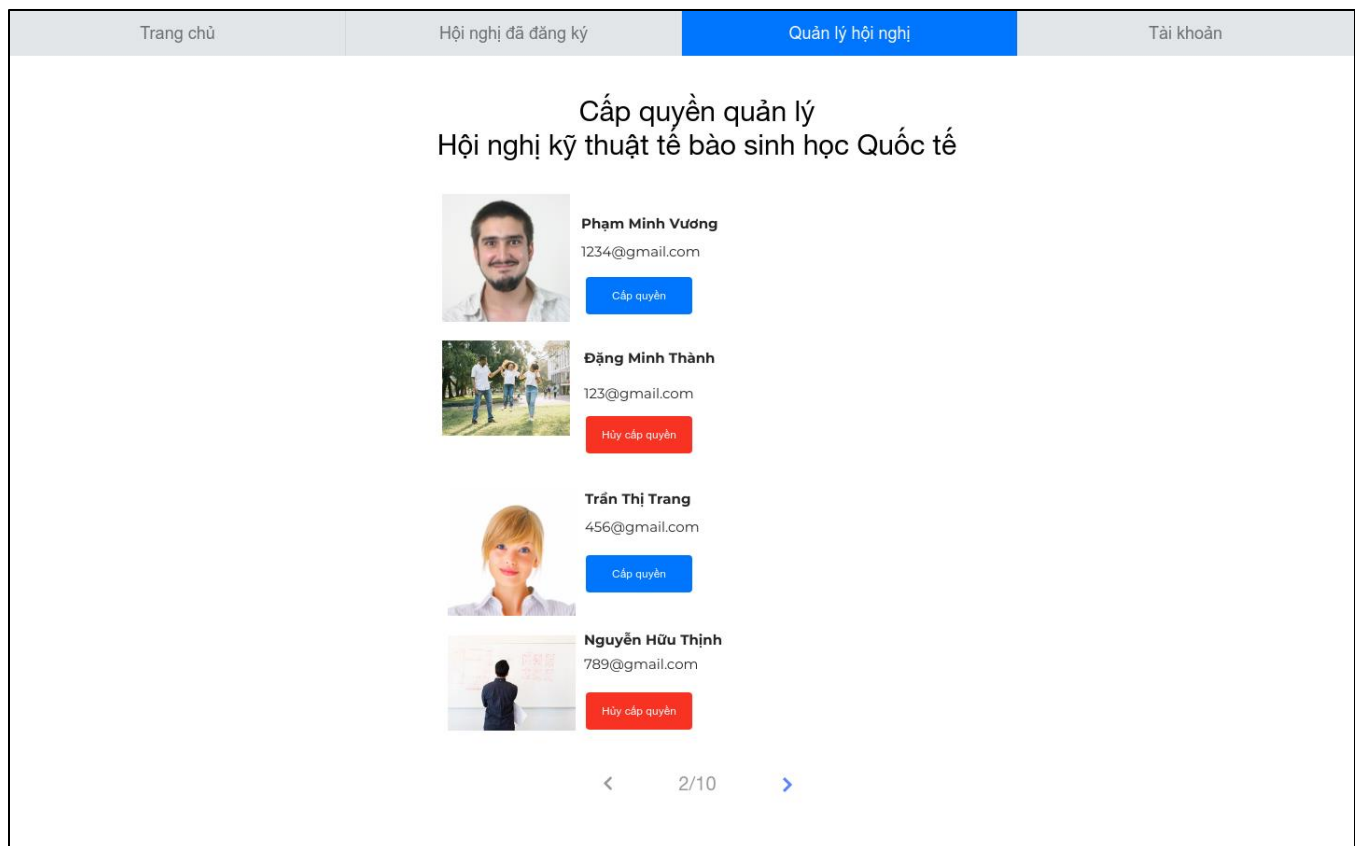 Trang chủ
Hội nghị đã đăng ký
Quản lý hội nghị
Tài khoản
Cấp quyền quản lý
Hội nghị kỹ thuật tế bào sinh học Quốc tế
Phạm Minh Vương
1234@gmail.com
Cấp quyền
Đặng Minh Thành
123@gmail.com
Hủy cấp quyền
Trần Thị Trang
456@gmail.com
Cấp quyền
Nguyễn Hữu Thịnh
789@gmail.com
Hủy cấp quyền
2/10